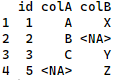 id colA colB
1  1    A    X
2  2    B <NA>
3  3    C    Y
4  5 <NA>    Z